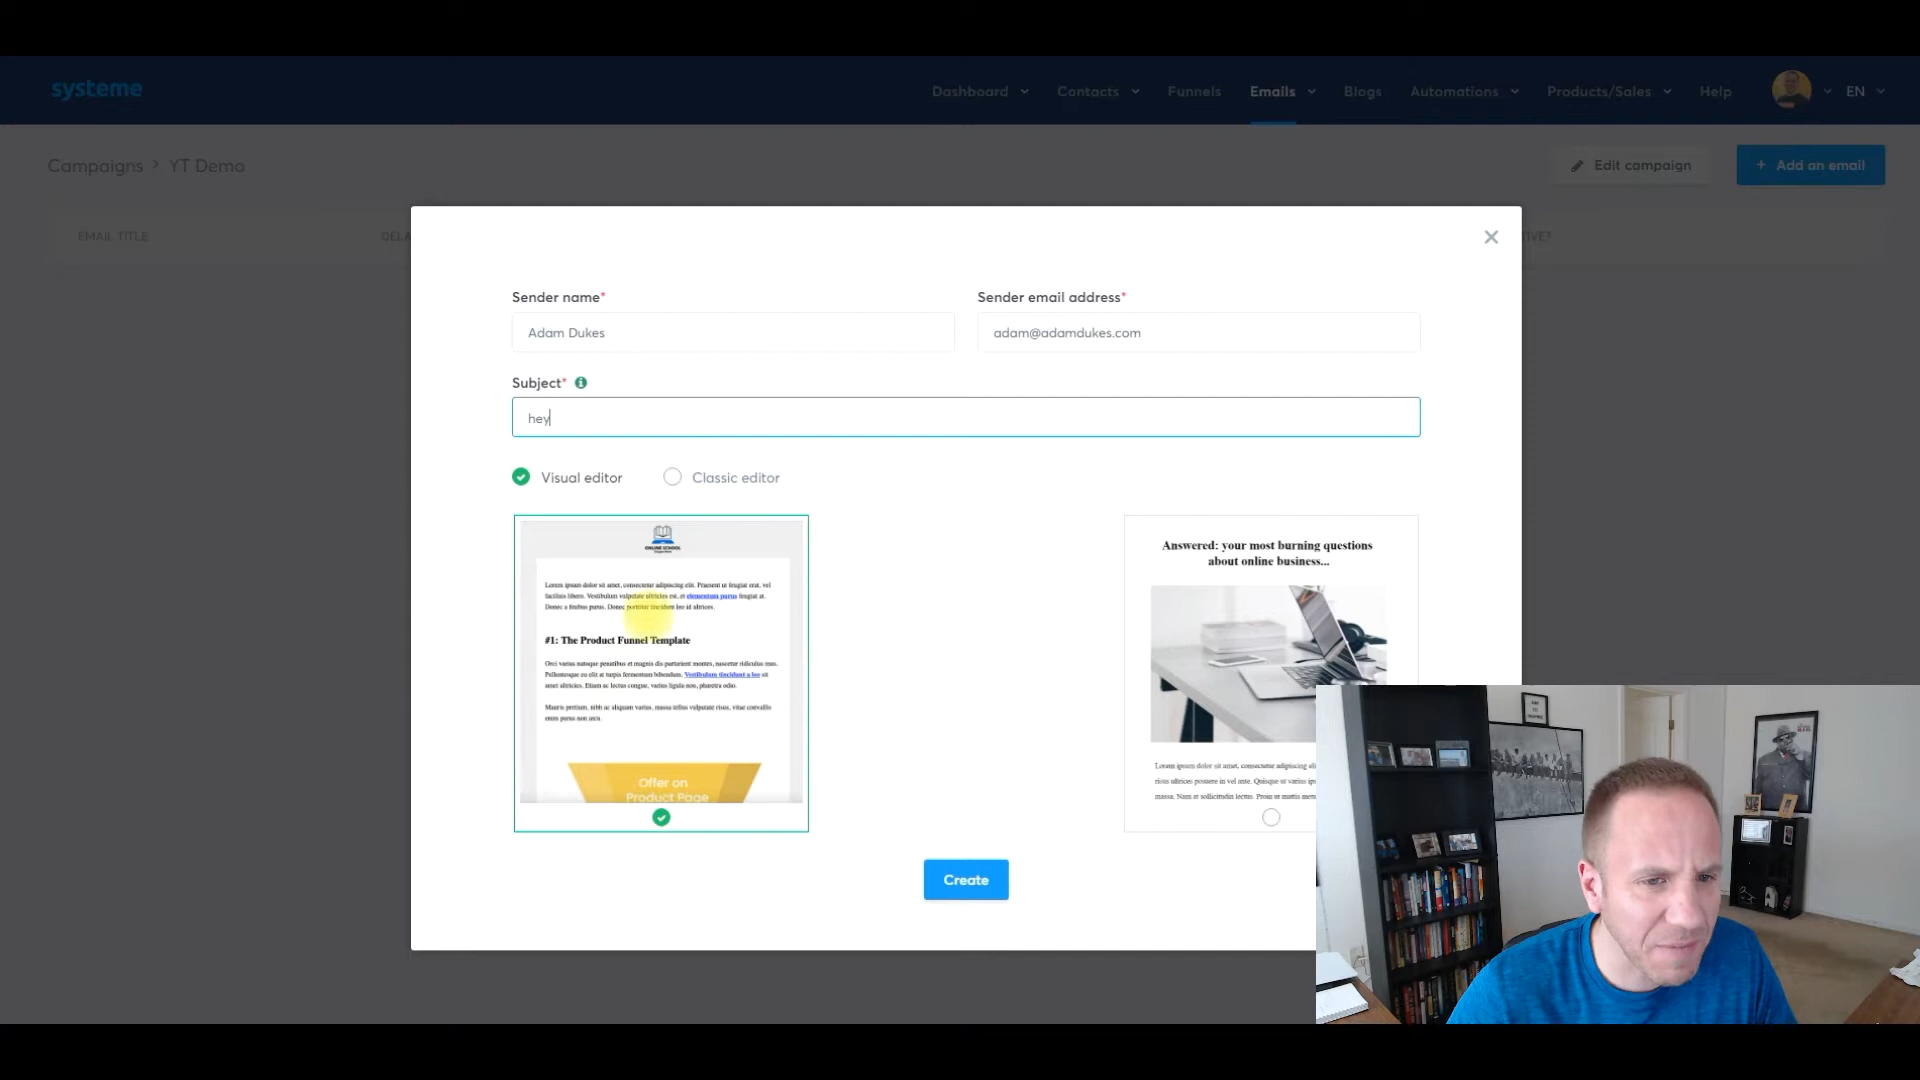 systeme
Dashboard
Contacts
Funnels
Emails
Blogs
Automations
Products/Sales
Help
EN
Campaigns > YT Demo
Edit campaign
+ Add an email
EMAIL TITLE
DELA
TIVE?
Sender name*
Sender email address*
Adam Dukes
adam@adamdukes.com
Subject*
hey
Visual editor
Classic editor
ONLINE SCHOOL
Lorem ipsum dolor sit amet, consectetur adipiscing elit. Praesent ut feugiat erat, vel
facilisis libero. Vestibulum vulputate ultricies est, et elementum purus feugiat at.
Donec a finibus purus. Donec porttitor tincidunt leo id ultrices.
#1: The Product Funnel Template
Orci varius natoque penatibus et magnis dis parturient montes, nascetur ridiculus mus.
Pellentesque eu elit at turpis fermentum bibendum. Vestibulum tincidunt a leo sit
amet ultricies. Etiam ac lectus congue, varius ligula non, pharetra odio.
Mauris pretium, nibh ac aliquam varius, massa tellus vulputate risus, vitae convallis
enim purus non arcu.
Offer on
Product Page
Answered: your most burning questions
about online business...
Lorem ipsum dolor sit amet, consectetur adipiscing eli
rius ultrices posuere in vel ante. Quisque ut varius ip
massa. Nam et sollicitudin lectus. Proin ut mattis
Create